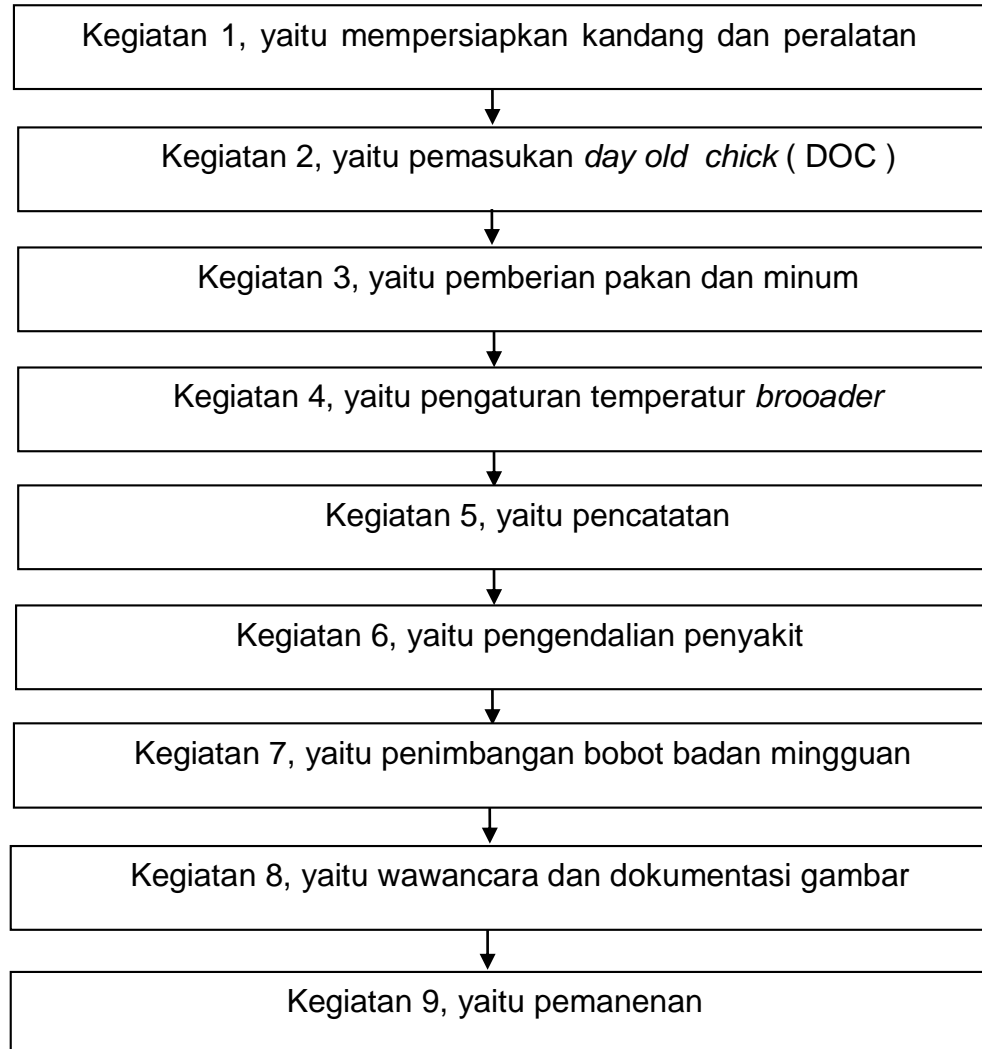 Kegiatan 1, yaitu mempersiapkan kandang dan peralatan
Kegiatan 2, yaitu pemasukan day old chick ( DOC )
Kegiatan 3, yaitu pemberian pakan dan minum
Kegiatan 4, yaitu pengaturan temperatur brooader
Kegiatan 5, yaitu pencatatan
Kegiatan 6, yaitu pengendalian penyakit
Kegiatan 7, yaitu penimbangan bobot badan mingguan
Kegiatan 8, yaitu wawancara dan dokumentasi gambar
Kegiatan 9, yaitu pemanenan